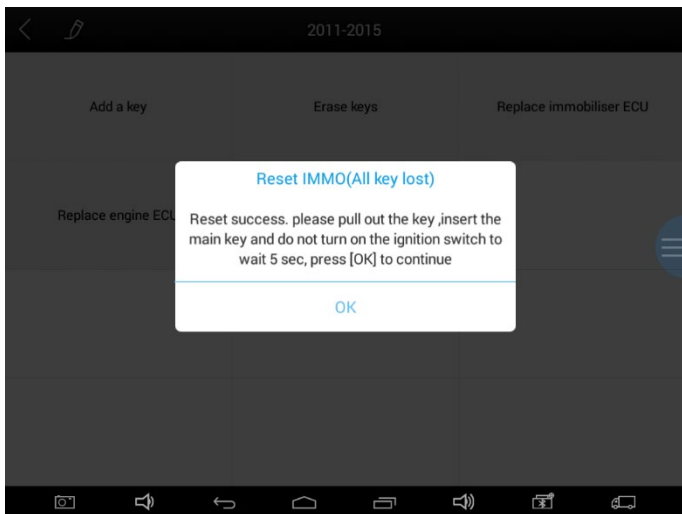 2011-2015
Add a key
Erase keys
Replace immobiliser ECU
Replace engine ECU
Reset IMMO(All key lost)
Reset success. please pull out the key ,insert the
main key and do not turn on the ignition switch to
wait 5 sec, press [OK] to continue
OK